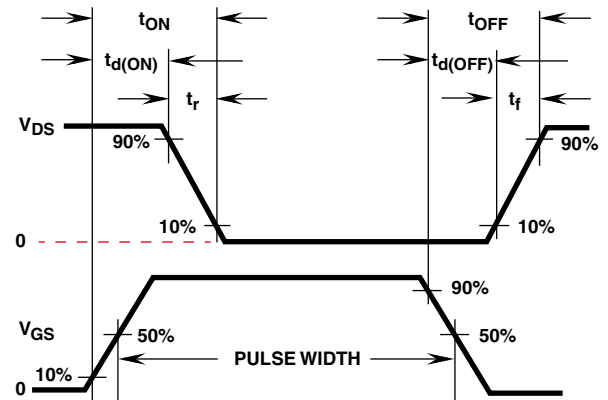 tON
tOFF
td(ON)
td(OFF)
tr
tf
VDS
90%
90%
10%
10%
0
90%
VGS
50%
PULSE WIDTH
50%
10%
0